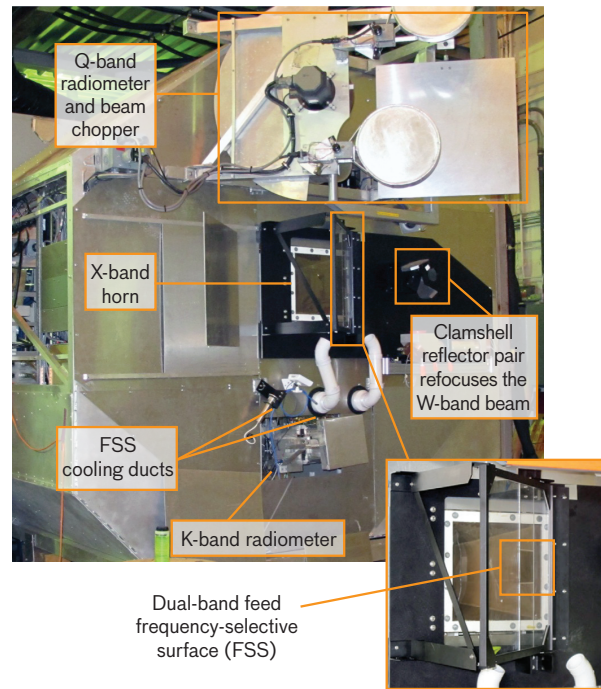 Q-band
radiometer
and beam
chopper
X-band
horn
Clamshell
reflector pair
refocuses the
W-band beam
FSS
cooling ducts
K-band radiometer
Dual-band feed
frequency-selective
surface (FSS)